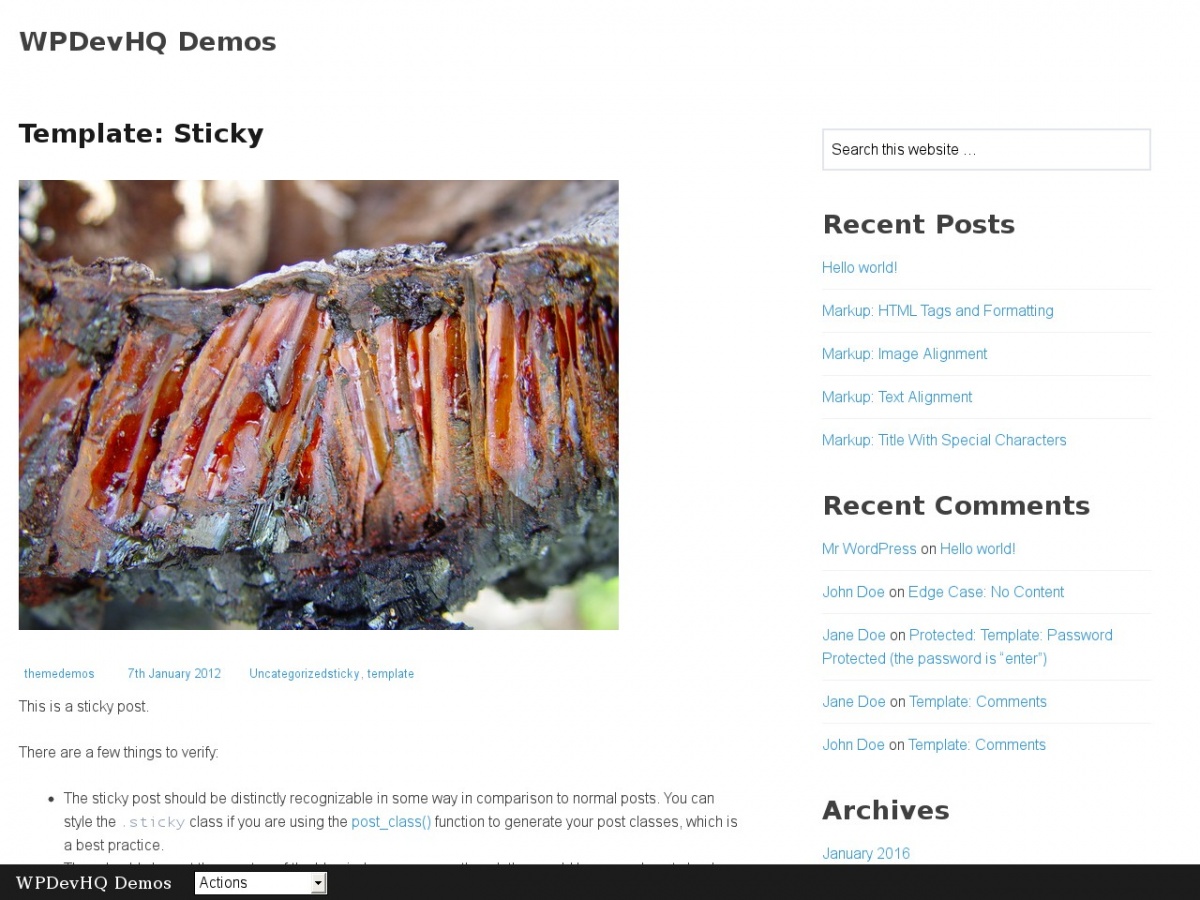 WPDevHQ Demos
Template: Sticky
themedemos 7th January 2012 Uncategorizedsticky, template
This is a sticky post.
There are a few things to verify:
• The sticky post should be distinctly recognizable in some way in comparison to normal posts. You can
style the .sticky class if you are using the post_class() function to generate your post classes, which is
a best practice.
Search this website …
Recent Posts
Hello world!
Markup: HTML Tags and Formatting
Markup: Image Alignment
Markup: Text Alignment
Markup: Title With Special Characters
Recent Comments
Mr WordPress on Hello world!
John Doe on Edge Case: No Content
Jane Doe on Protected: Template: Password
Protected (the password is “enter”)
Jane Doe on Template: Comments
John Doe on Template: Comments
Archives
January 2016
WPDevHQ Demos Actions